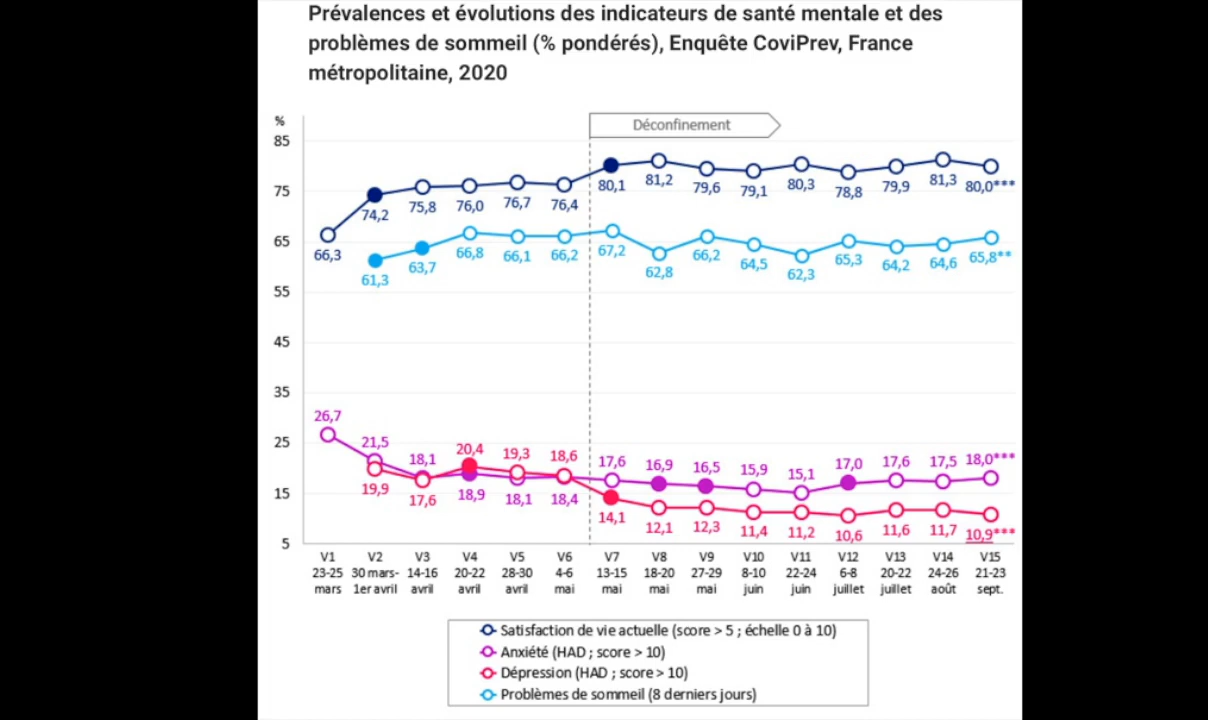 Prévalences et évolutions des indicateurs de santé mentale et des
problèmes de sommeil (% pondérés), Enquête CoviPrev, France
métropolitaine, 2020
%
Déconfinement
85
75
65
55
45
35
25
15
5
66,3 74,2 75,8 76,0 76,7 76,4 80,1 81,2 79,6 79,1 80,3 78,8 79,9 81,3 80,0***
61,3 63,7 66,8 66,1 66,2 67,2 62,8 66,2 64,5 62,3 65,3 64,2 64,6 65,8**
26,7 21,5 18,1 18,9 18,1 18,4 17,6 16,9 16,5 15,9 15,1 17,0 17,6 17,5 18,0***
19,9 17,6 20,4 19,3 18,6 14,1 12,1 12,3 11,4 11,2 10,6 11,6 11,7 10,9***
V1 V2 V3 V4 V5 V6 V7 V8 V9 V10 V11 V12 V13 V14 V15
23-25 30 mars- 14-16 20-22 28-30 4-6 13-15 18-20 27-29 8-10 22-24 6-8 20-22 24-26 21-23
mars 1er avril avril avril avril mai mai mai mai juin juin juillet juillet août sept.
Satisfaction de vie actuelle (score > 5 ; échelle 0 à 10)
Anxiété (HAD ; score > 10)
Dépression (HAD ; score > 10)
Problèmes de sommeil (8 derniers jours)